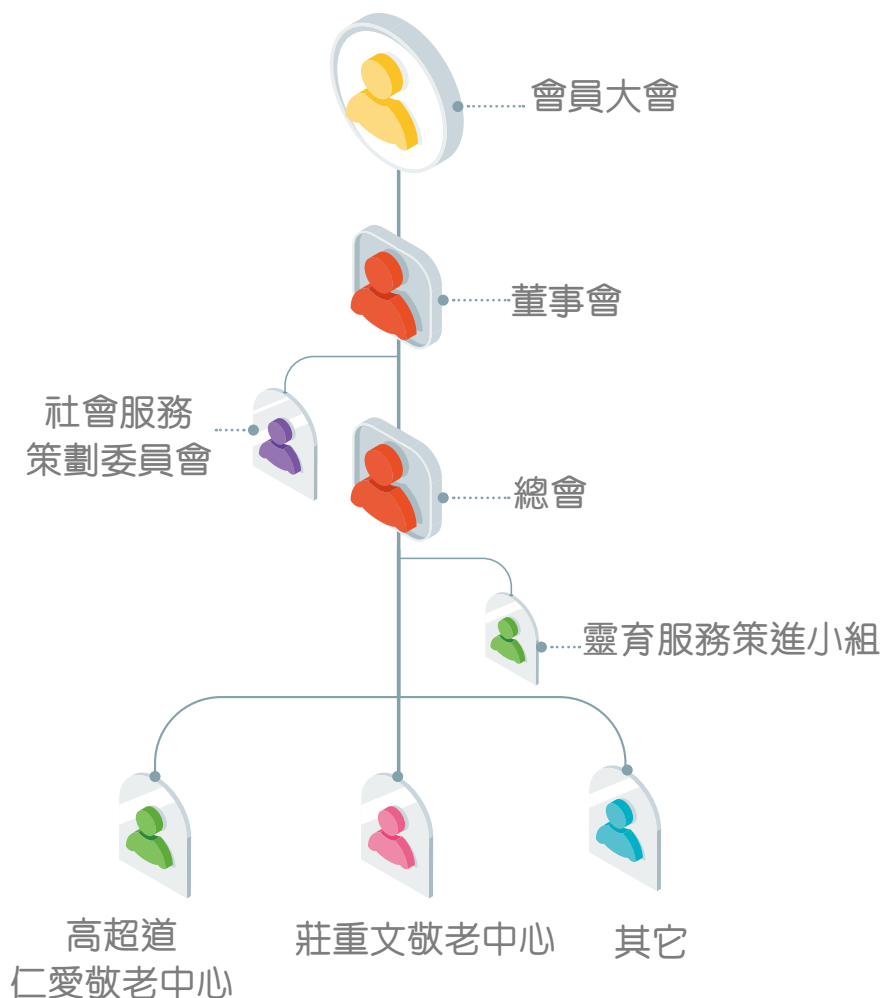 會員大會
董事會
社會服務
策劃委員會
總會
靈育服務策進小組
高超道
仁愛敬老中心
莊重文敬老中心
其它